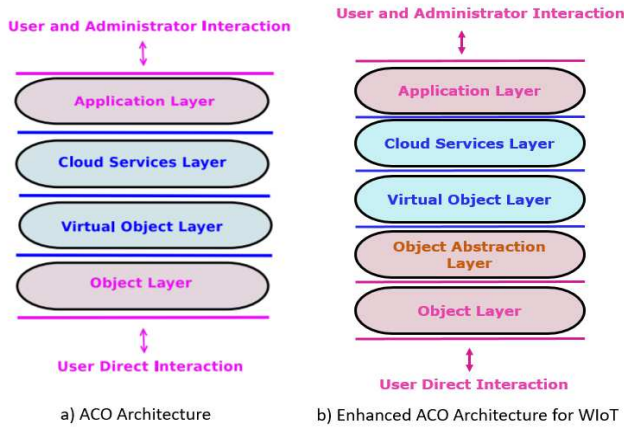 User and Administrator Interaction
Application Layer
Cloud Services Layer
Virtual Object Layer
Object Layer
User Direct Interaction
a) ACO Architecture
User and Administrator Interaction
Application Layer
Cloud Services Layer
Virtual Object Layer
Object Abstraction
Layer
Object Layer
User Direct Interaction
b) Enhanced ACO Architecture for WIoT